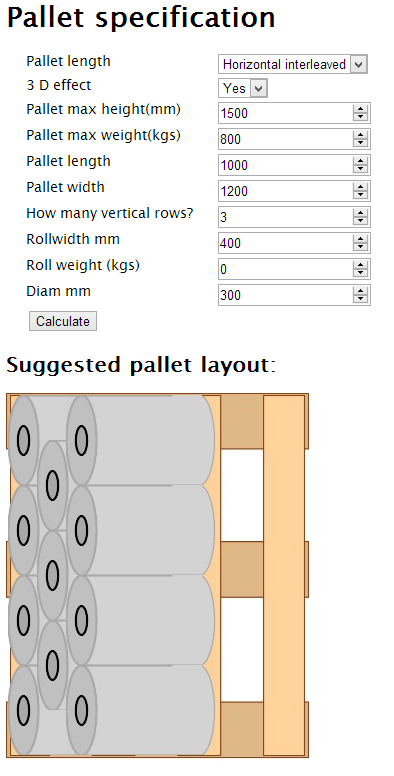 Pallet specification
Pallet length Horizontal interleaved
3 D effect Yes
Pallet max height(mm) 1500
Pallet max weight(kgs) 800
Pallet length 1000
Pallet width 1200
How many vertical rows? 3
Rollwidth mm 400
Roll weight (kgs) 0
Diam mm 300
Calculate
Suggested pallet layout: